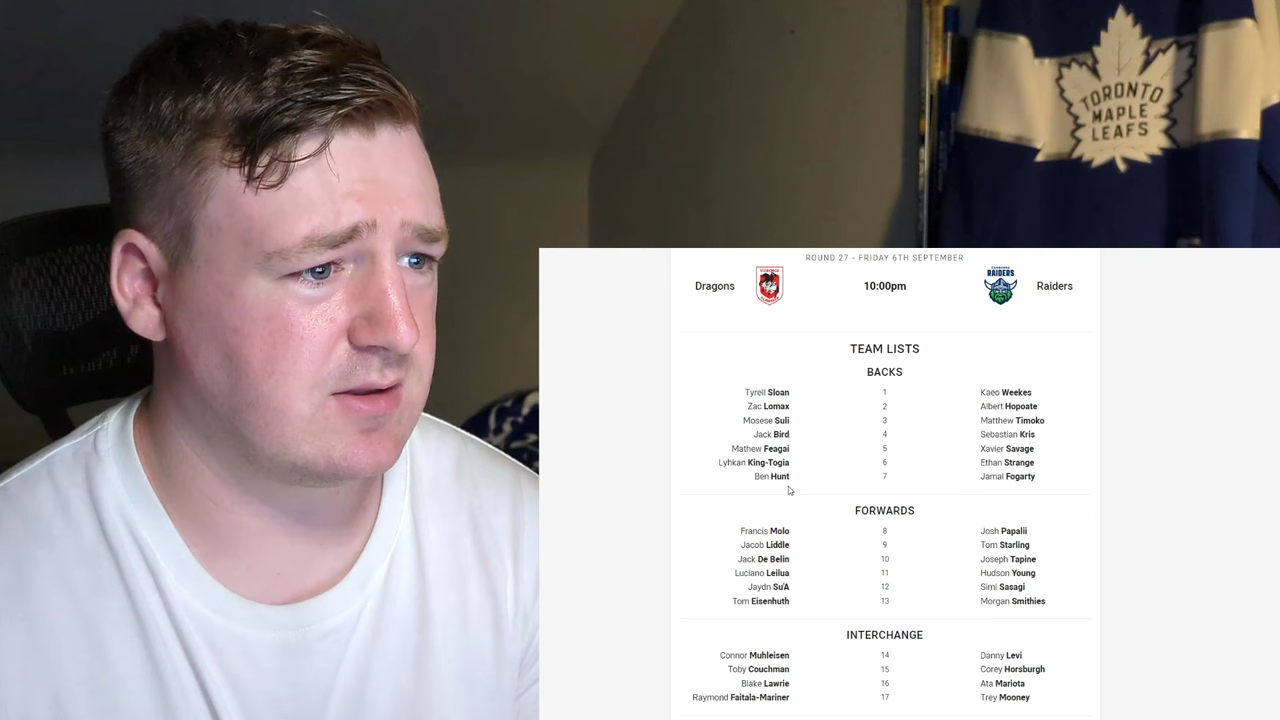 TORONTO
MAPLE
LEAFS
ROUND 27 - FRIDAY 6TH SEPTEMBER
Dragons 10:00pm RAIDERS Raiders
TEAM LISTS
BACKS
Tyrell Sloan 1 Kaeo Weekes
Zac Lomax 2 Albert Hopoate
Mosese Suli 3 Matthew Timoko
Jack Bird 4 Sebastian Kris
Mathew Feagai 5 Xavier Savage
Lyhkan King-Togia 6 Ethan Strange
Ben Hunt 7 Jamal Fogarty
FORWARDS
Francis Molo 8 Josh Papalii
Jacob Liddle 9 Tom Starling
Jack De Belin 10 Joseph Tapine
Luciano Leilua 11 Hudson Young
Jaydn Su'A 12 Simi Sasagi
Tom Eisenhuth 13 Morgan Smithies
INTERCHANGE
Connor Muhleisen 14 Danny Levi
Toby Couchman 15 Corey Horsburgh
Blake Lawrie 16 Ata Mariota
Raymond Faitala-Mariner 17 Trey Mooney